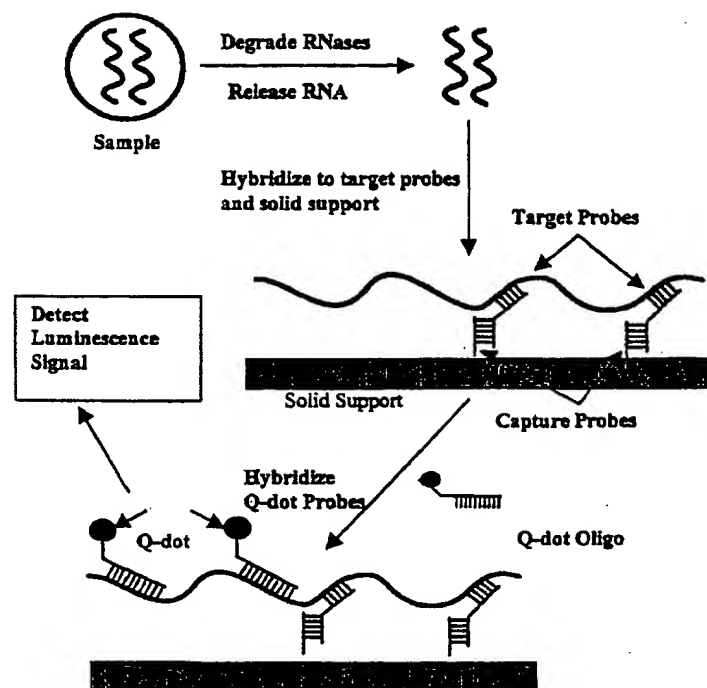 Degrade RNases
Release RNA
Sample
Hybridize to target probes
and solid support
Target Probes
Detect
Luminescence
Signal
Solid Support
Capture Probes
Hybridize
Q-dot Probes
Q-dot
Q-dot Oligo